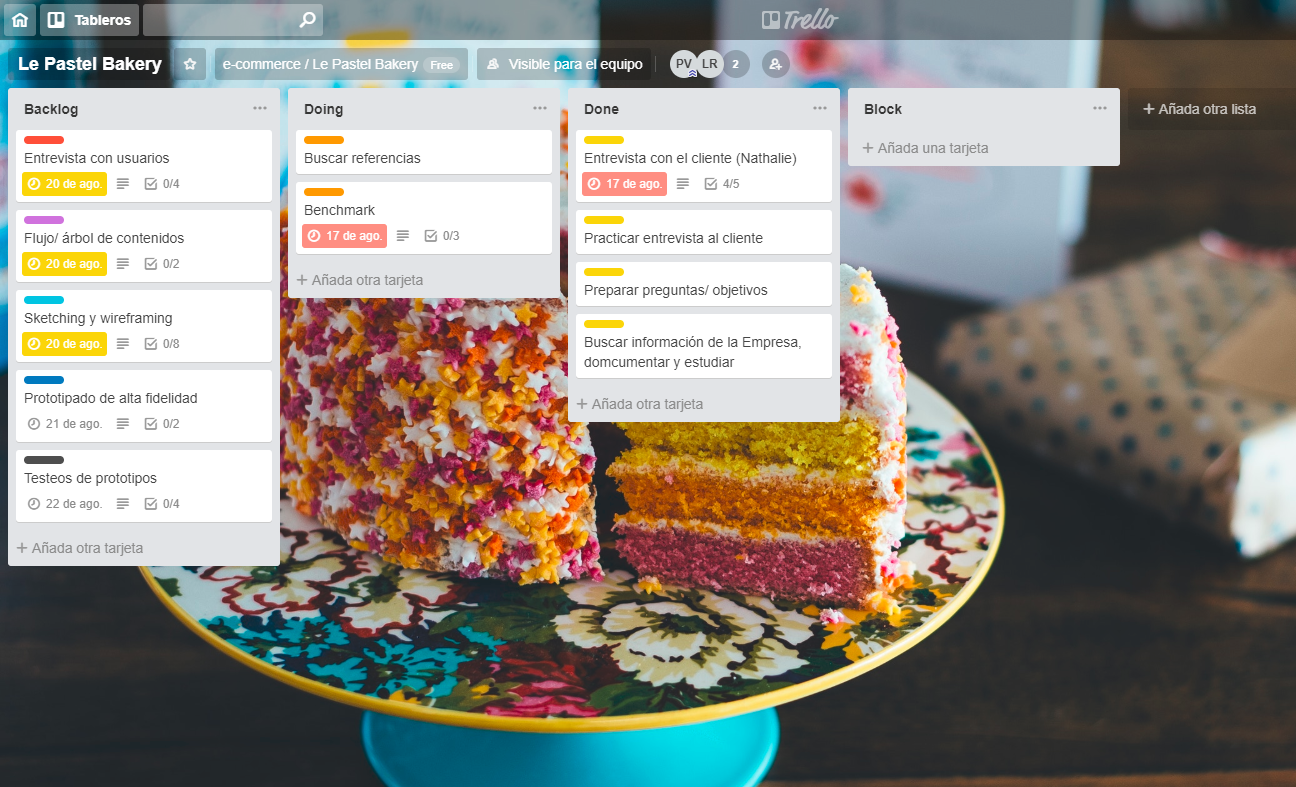 Tableros
Trello
Le Pastel Bakery
e-commerce / Le Pastel Bakery Free
Visible para el equipo
PV LR 2
Backlog
Entrevista con usuarios
20 de ago. 0/4
Flujo/ árbol de contenidos
20 de ago. 0/2
Sketching y wireframing
20 de ago. 0/8
Prototipado de alta fidelidad
21 de ago. 0/2
Testeos de prototipos
22 de ago. 0/4
+ Añada otra tarjeta
Doing
Buscar referencias
Benchmark
17 de ago. 0/3
+ Añada otra tarjeta
Done
Entrevista con el cliente (Nathalie)
17 de ago. 4/5
Practicar entrevista al cliente
Preparar preguntas/ objetivos
Buscar información de la Empresa,
domcumentar y estudiar
+ Añada otra tarjeta
Block
+ Añada una tarjeta
+ Añada otra lista